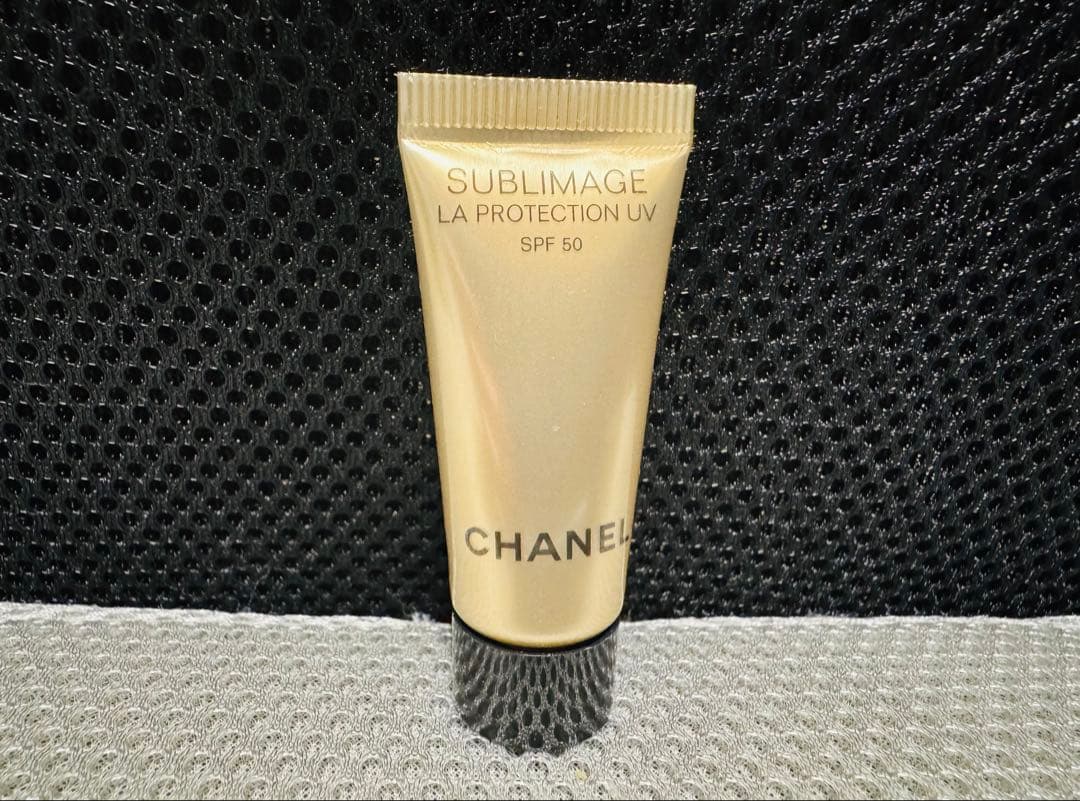 SUBLIMAGE
LA PROTECTION UV
SPF 50
CHANEL